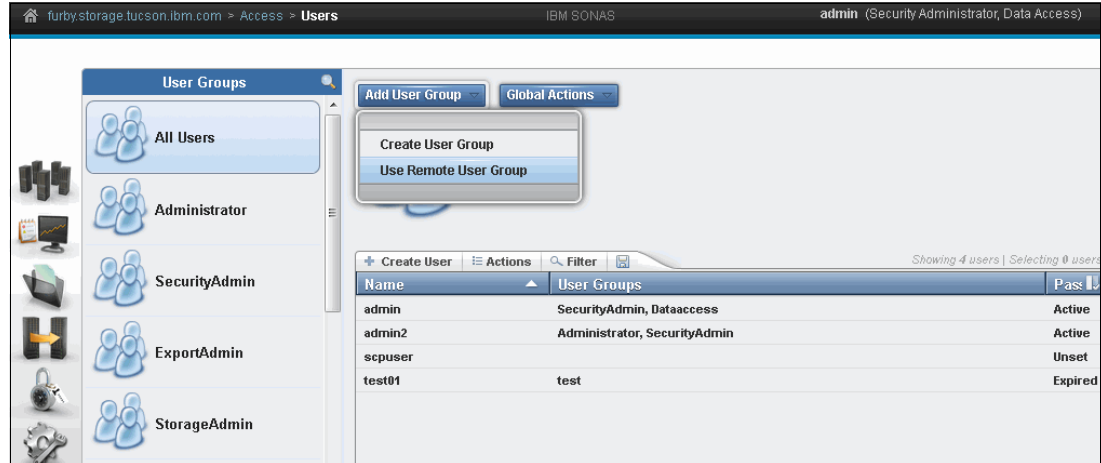 furby.storage.tucson.ibm.com > Access > Users
IBM SONAS
admin (Security Administrator, Data Access)
User Groups
All Users
Administrator
SecurityAdmin
ExportAdmin
StorageAdmin
Add User Group
Global Actions
Create User Group
Use Remote User Group
Create User
Actions
Filter
Showing 4 users | Selecting 0 users
Name User Groups Pass
admin SecurityAdmin, Dataaccess Active
admin2 Administrator, SecurityAdmin Active
scpuser Unset
test01 test Expired